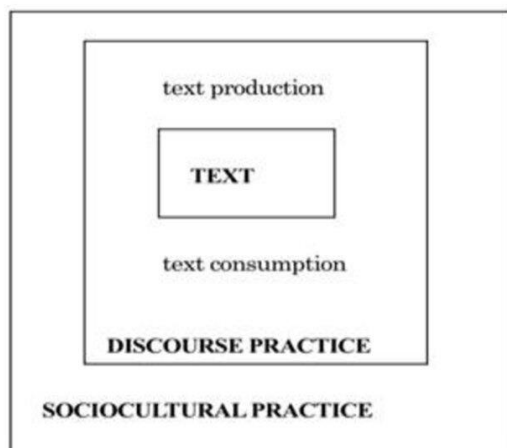 text production
TEXT
text consumption
DISCOURSE PRACTICE
SOCIOCULTURAL PRACTICE